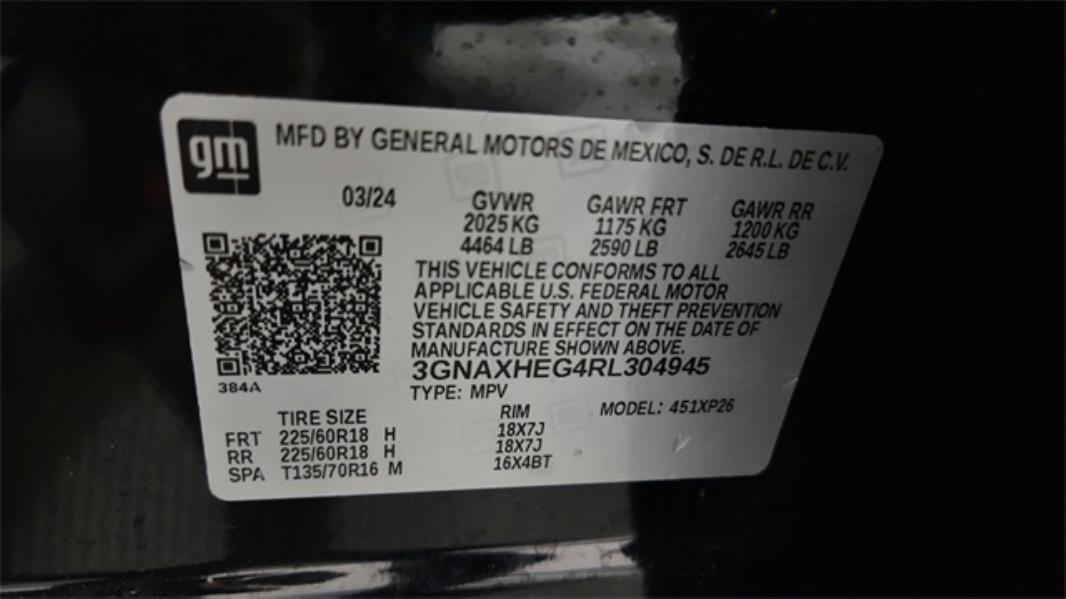 gm
MFD BY GENERAL MOTORS DE MEXICO, S. DE R.L. DE C.V.
03/24 GVWR GAWR FRT GAWR RR
2025 KG 1175 KG 1200 KG
4464 LB 2590 LB 2645 LB
THIS VEHICLE CONFORMS TO ALL
APPLICABLE U.S. FEDERAL MOTOR
VEHICLE SAFETY AND THEFT PREVENTION
STANDARDS IN EFFECT ON THE DATE OF
MANUFACTURE SHOWN ABOVE.
3GNAXHEG4RL304945
384A
TYPE: MPV
TIRE SIZE RIM MODEL: 451XP26
FRT 225/60R18 H 18X7J
RR 225/60R18 H 18X7J
SPA T135/70R16 M 16X4BT